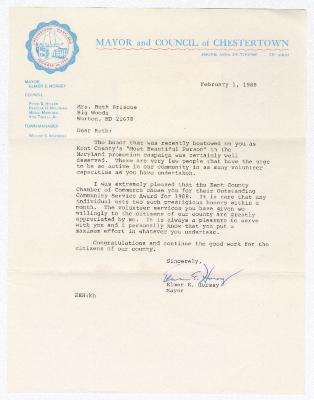 MAYOR and COUNCIL of CHESTERTOWN
MAYOR
ELMER E. HORSEY
COUNCIL
TOWN MANAGER
February 1, 1989
Mrs. Ruth Briscoe
Big Woods
Worton, MD 21678
Dear Ruth:
The honor that was recently bestowed on you as
Kent County's "Most Beautiful Person" in the
Maryland promotion campaign was certainly well
deserved. There are very few people that have the urge
to be so active in our community in as many volunteer
capacities as you have undertaken.
I was extremely pleased that the Kent County
Chamber of Commerce chose you for their Outstanding
Community Service Award for 1988. It is rare that any
individual gets two such prestigious honors within a
month. The volunteer services you have given so
willingly to the citizens of our county are greatly
appreciated by me. It is always a pleasure to serve
with you and I personally know that you put a
maximum effort in whatever you undertake.
Congratulations and continue the good work for the
citizens of our county.
Sincerely,
Elmer E. Horsey
Elmer E. Horsey
Mayor
EEH:kh